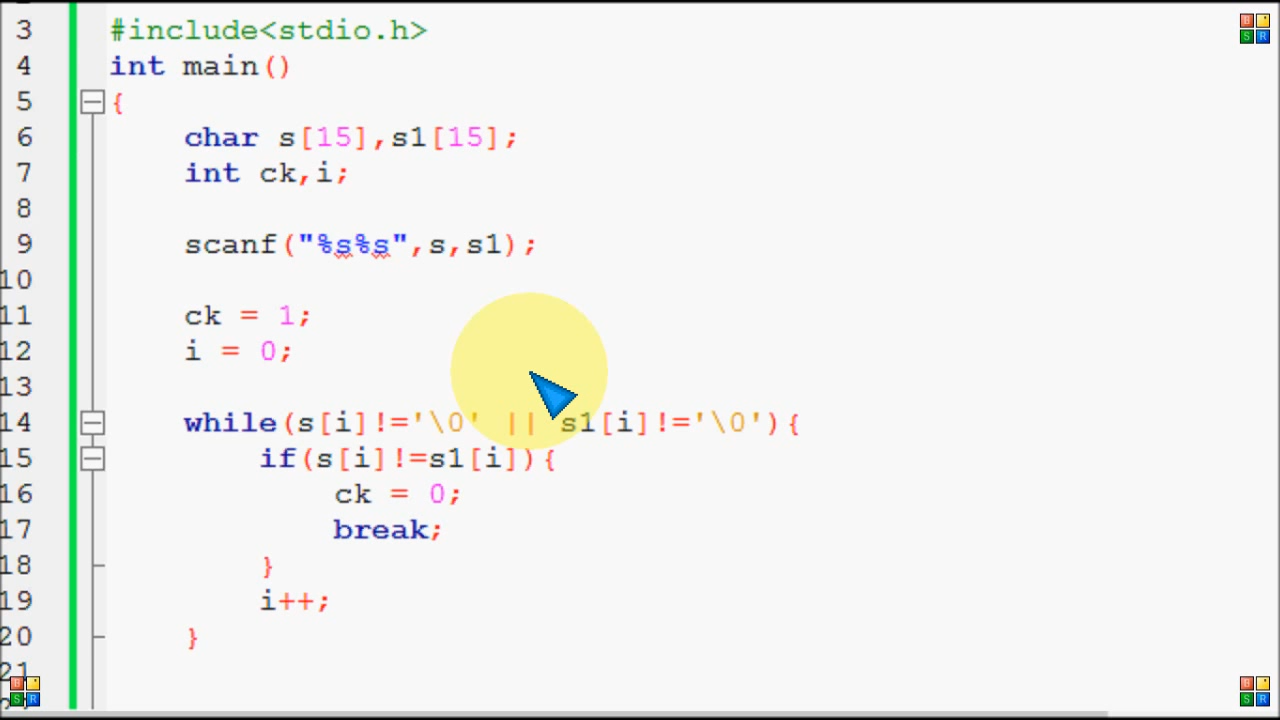 3 #include<stdio.h>
4 int main()
5 {
6 char s[15],s1[15];
7 int ck,i;
8
9 scanf("%s%s",s,s1);
10
11 ck = 1;
12 i = 0;
13
14 while(s[i]!='\0' || s1[i]!='\0'){
15 if(s[i]!=s1[i]){
16 ck = 0;
17 break;
18 }
19 i++;
20 }
21